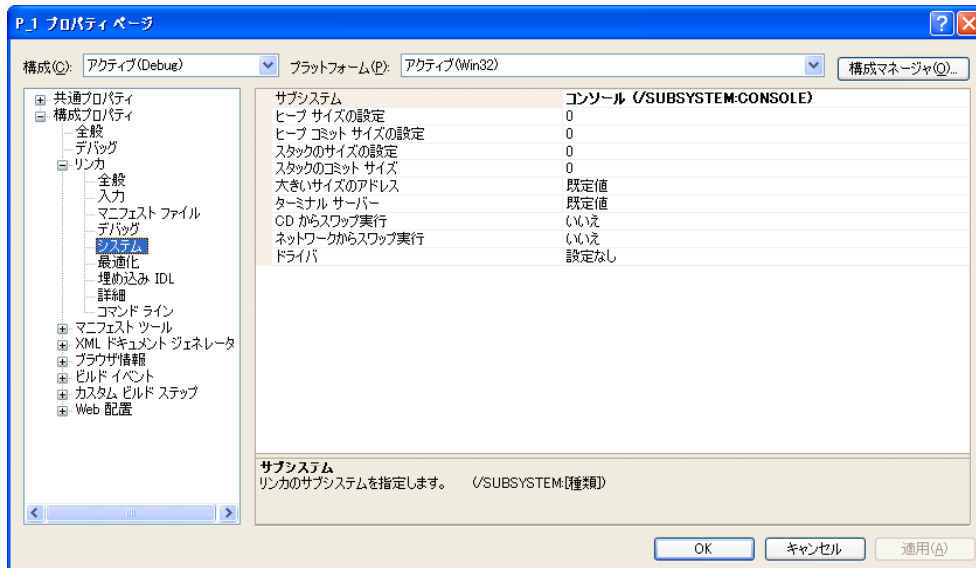 P_1 プロパティ ページ
構成(C): アクティブ(Debug) プラットフォーム(P): アクティブ(Win32) 構成マネージャ(O)...
共通プロパティ
構成プロパティ
全般
デバッグ
リンカ
全般
入力
マニフェスト ファイル
デバッグ
システム
最適化
埋め込み IDL
詳細
コマンド ライン
マニフェスト ツール
XML ドキュメント ジェネレータ
ブラウザ情報
ビルド イベント
カスタム ビルド ステップ
Web 配置
サブシステム コンソール (/SUBSYSTEM:CONSOLE)
ヒープ サイズの設定 0
ヒープ コミット サイズの設定 0
スタックのサイズの設定 0
スタックのコミット サイズ 0
大きいサイズのアドレス 既定値
ターミナル サーバー 既定値
CD からスワップ実行 いいえ
ネットワークからスワップ実行 いいえ
ドライバ 設定なし
サブシステム
リンカのサブシステムを指定します。 (/SUBSYSTEM:[種類])
OK キャンセル 適用(A)